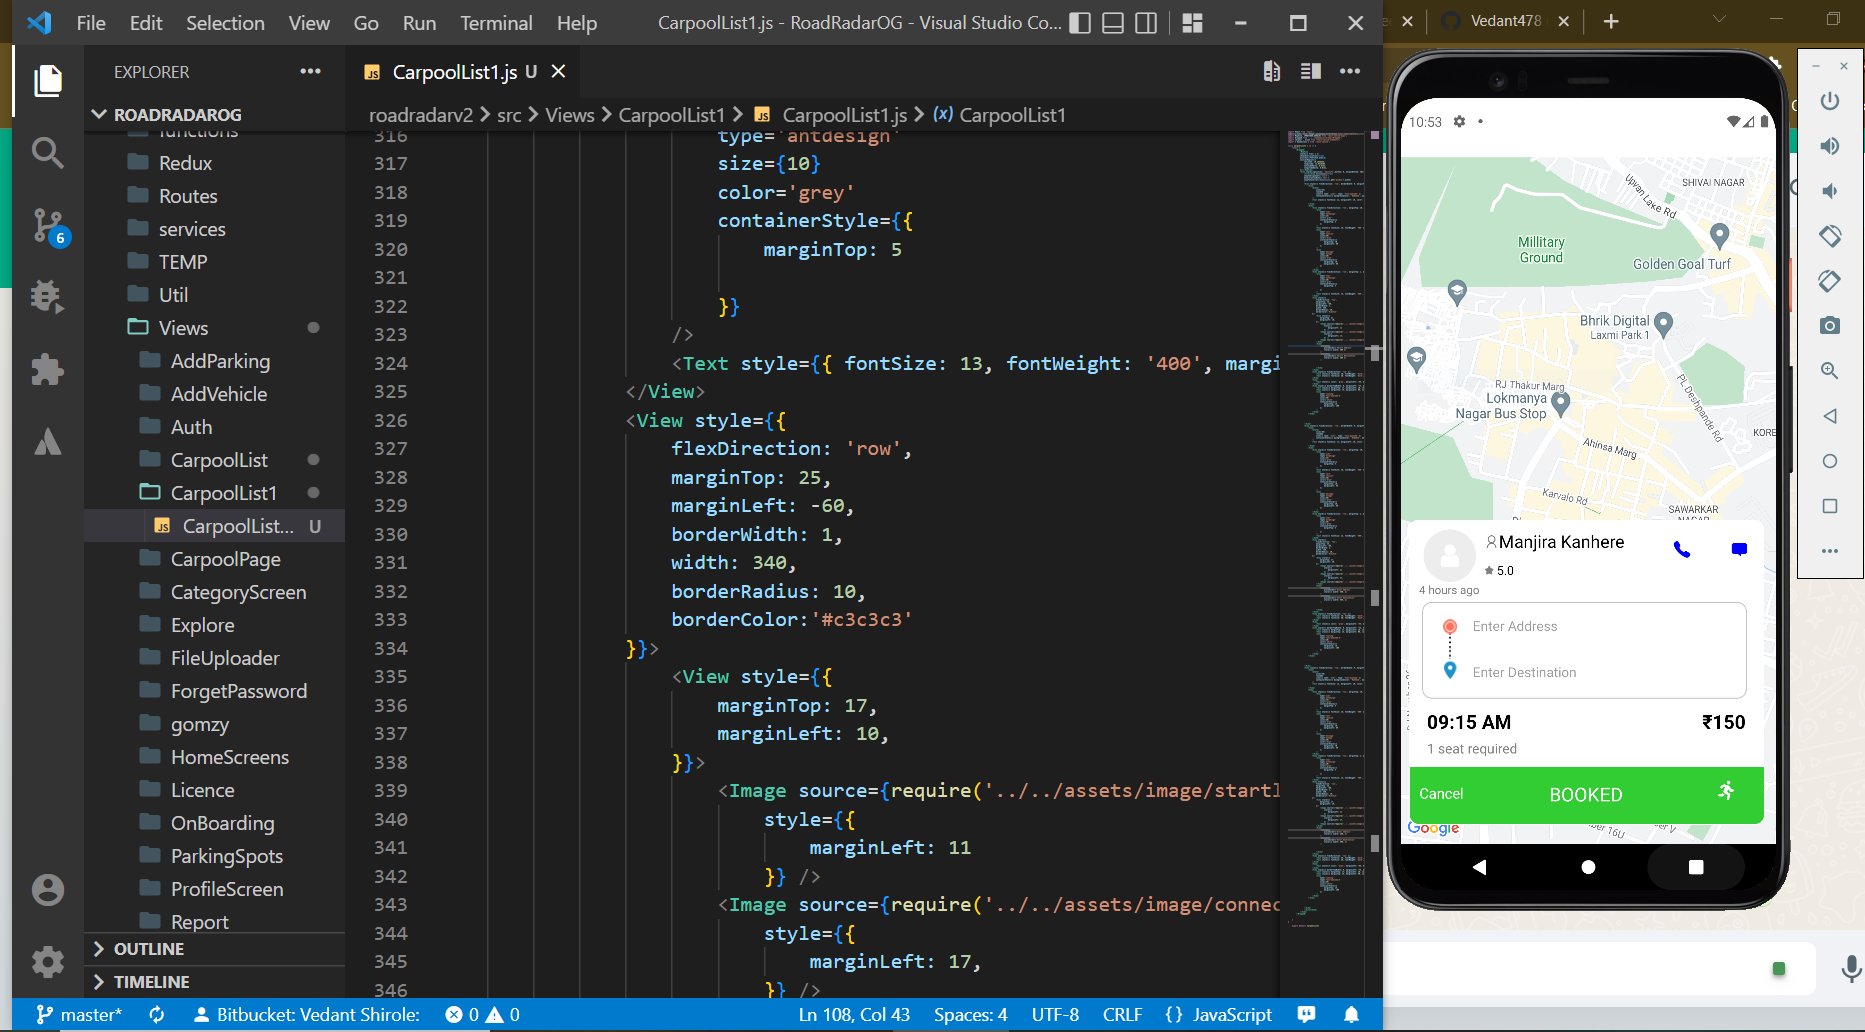 File Edit Selection View Go Run Terminal Help CarpoolList1.js - RoadRadarOG - Visual Studio Co...
Vedant478
EXPLORER
CarpoolList1.js U
ROADRADAROG
roadradarv2 > src > Views > CarpoolList1 > CarpoolList1.js > CarpoolList1
functions
Redux
Routes
services
TEMP
Util
Views
AddParking
AddVehicle
Auth
CarpoolList
CarpoolList1
CarpoolList... U
CarpoolPage
CategoryScreen
Explore
FileUploader
ForgetPassword
gomzy
HomeScreens
Licence
OnBoarding
ParkingSpots
ProfileScreen
Report
OUTLINE
TIMELINE
316 type='antdesign'
317 size={10}
318 color='grey'
319 containerStyle={{
320 marginTop: 5
321
322 }}
323 />
324 <Text style={{ fontSize: 13, fontWeight: '400', margi
325 </View>
326 <View style={{
327 flexDirection: 'row',
328 marginTop: 25,
329 marginLeft: -60,
330 borderWidth: 1,
331 width: 340,
332 borderRadius: 10,
333 borderColor:'#c3c3c3'
334 }}>
335 <View style={{
336 marginTop: 17,
337 marginLeft: 10,
338 }}>
339 <Image source={require('../../assets/image/startl
340 style={{
341 marginLeft: 11
342 }} />
343 <Image source={require('../../assets/image/connec
344 style={{
345 marginLeft: 17,
346 }} />
master* 6 Bitbucket: Vedant Shirole: 0 0 Ln 108, Col 43 Spaces: 4 UTF-8 CRLF {} JavaScript
10:53
SHIVAJ NAGAR
Upvan Lake Rd
Millitary
Ground
Golden Goal Turf
Bhrik Digital
Laxmi Park 1
RJ Thakur Marg
Lokmanya
Nagar Bus Stop
PL Deshpande Rd
KORE
Ahinsa Marg
Karvalo Rd
SAWARKAR
NAGAR
Manjira Kanhere
5.0
4 hours ago
Enter Address
Enter Destination
09:15 AM ₹150
1 seat required
Cancel BOOKED
Google